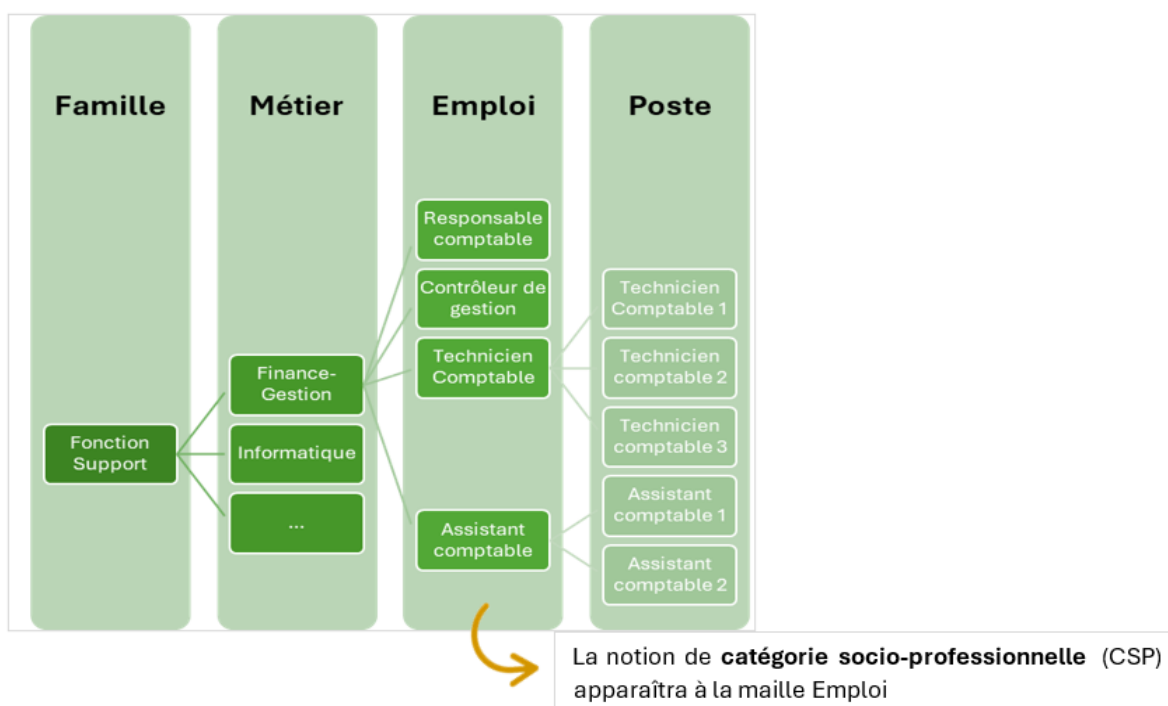 Famille
Métier
Emploi
Poste
Fonction
Support
Finance-
Gestion
Informatique
...
Responsable
comptable
Contrôleur de
gestion
Technicien
Comptable
Assistant
comptable
Technicien
Comptable 1
Technicien
comptable 2
Technicien
comptable 3
Assistant
comptable 1
Assistant
comptable 2
La notion de catégorie socio-professionnelle (CSP)
apparaîtra à la maille Emploi